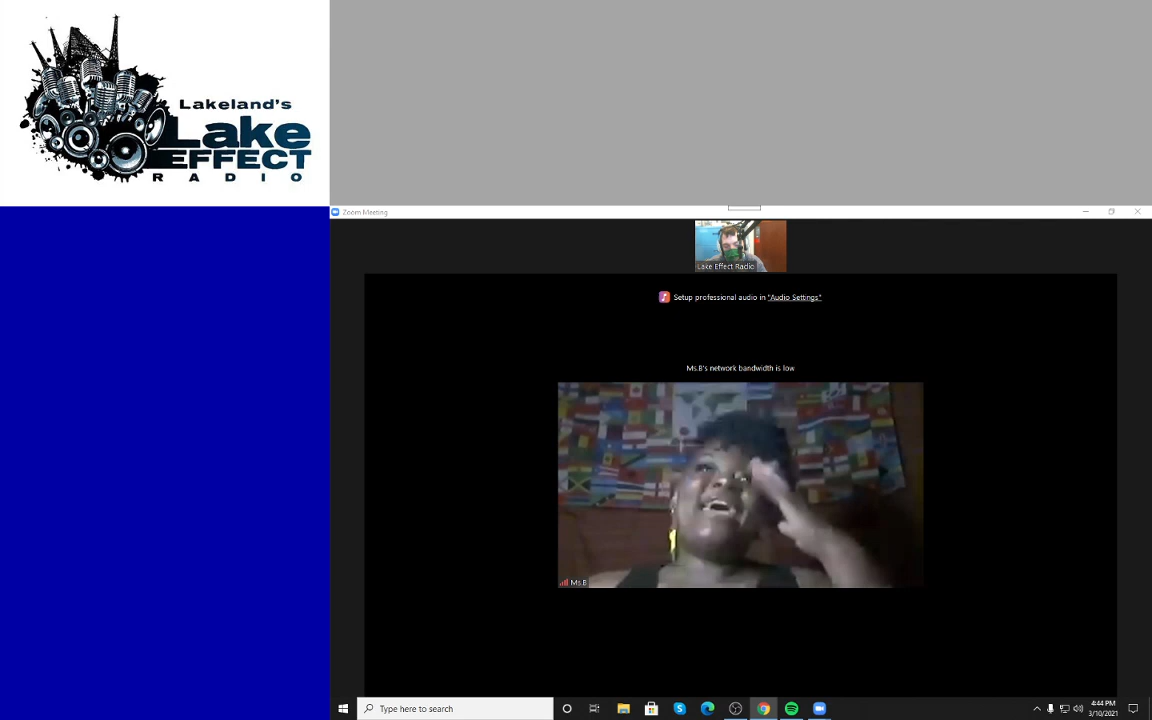 Lakeland's
Lake
EFFECT
RADIO
Zoom Meeting
Lake Effect Radio
Setup professional audio in "Audio Settings"
Ms.B's network bandwidth is low
Ms.B
Type here to search
4:44 PM
3/10/2021